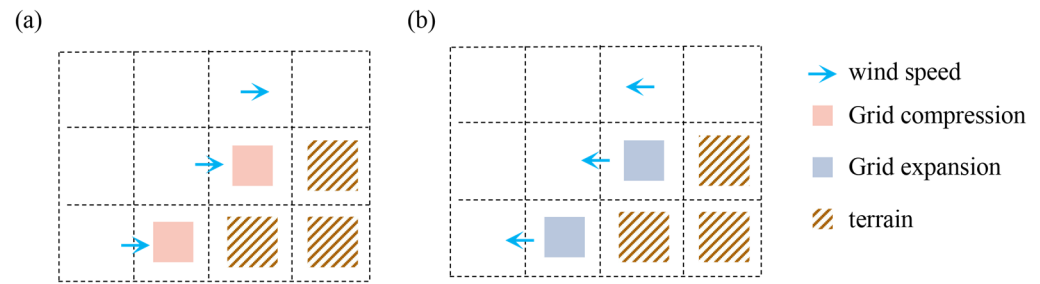 (a)
(b)
wind speed
Grid compression
Grid expansion
terrain